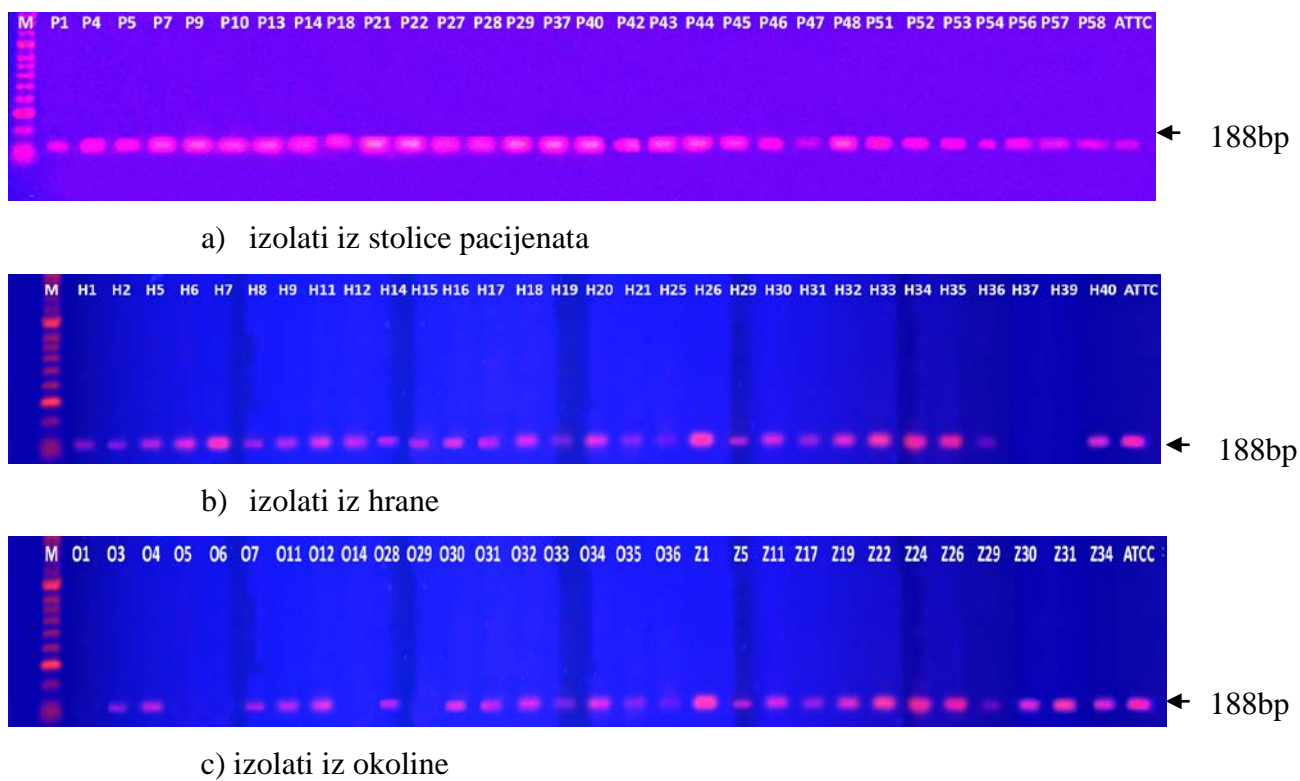 M P1 P4 P5 P7 P9 P10 P13 P14 P18 P21 P22 P27 P28 P29 P37 P40 P42 P43 P44 P45 P46 P47 P48 P51 P52 P53 P54 P56 P57 P58 ATTC
188bp
a) izolati iz stolice pacijenata
M H1 H2 H5 H6 H7 H8 H9 H11 H12 H14 H15 H16 H17 H18 H19 H20 H21 H25 H26 H29 H30 H31 H32 H33 H34 H35 H36 H37 H39 H40 ATTC
188bp
b) izolati iz hrane
M O1 O3 O4 O5 O6 O7 O11 O12 O14 O28 O29 O30 O31 O32 O33 O34 O35 O36 Z1 Z5 Z11 Z17 Z19 Z22 Z24 Z26 Z29 Z30 Z31 Z34 ATCC
188bp
c) izolati iz okoline